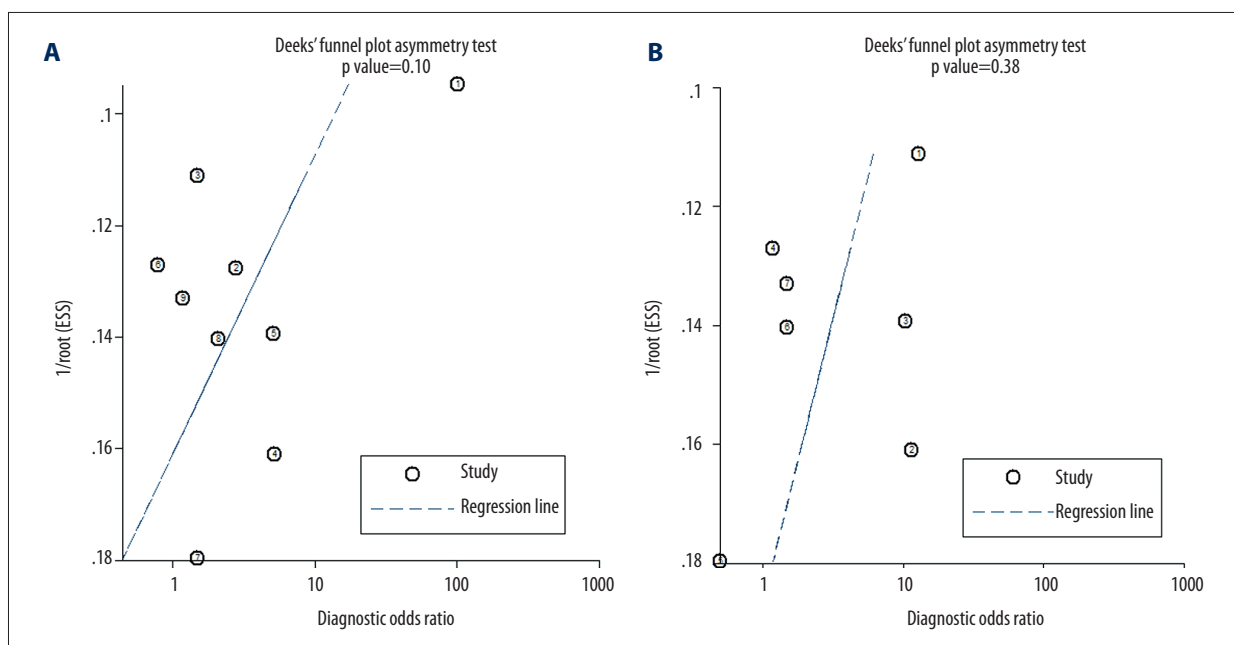 A
Deeks’ funnel plot asymmetry test
p value=0.10
.1
.12
.14
.16
.18
1/root (ESS)
1
3
6
2
9
8
5
4
7
Study
Regression line
1
10
100
1000
Diagnostic odds ratio
B
Deeks’ funnel plot asymmetry test
p value=0.38
.1
.12
.14
.16
.18
1/root (ESS)
1
4
7
6
3
2
Study
Regression line
1
10
100
1000
Diagnostic odds ratio